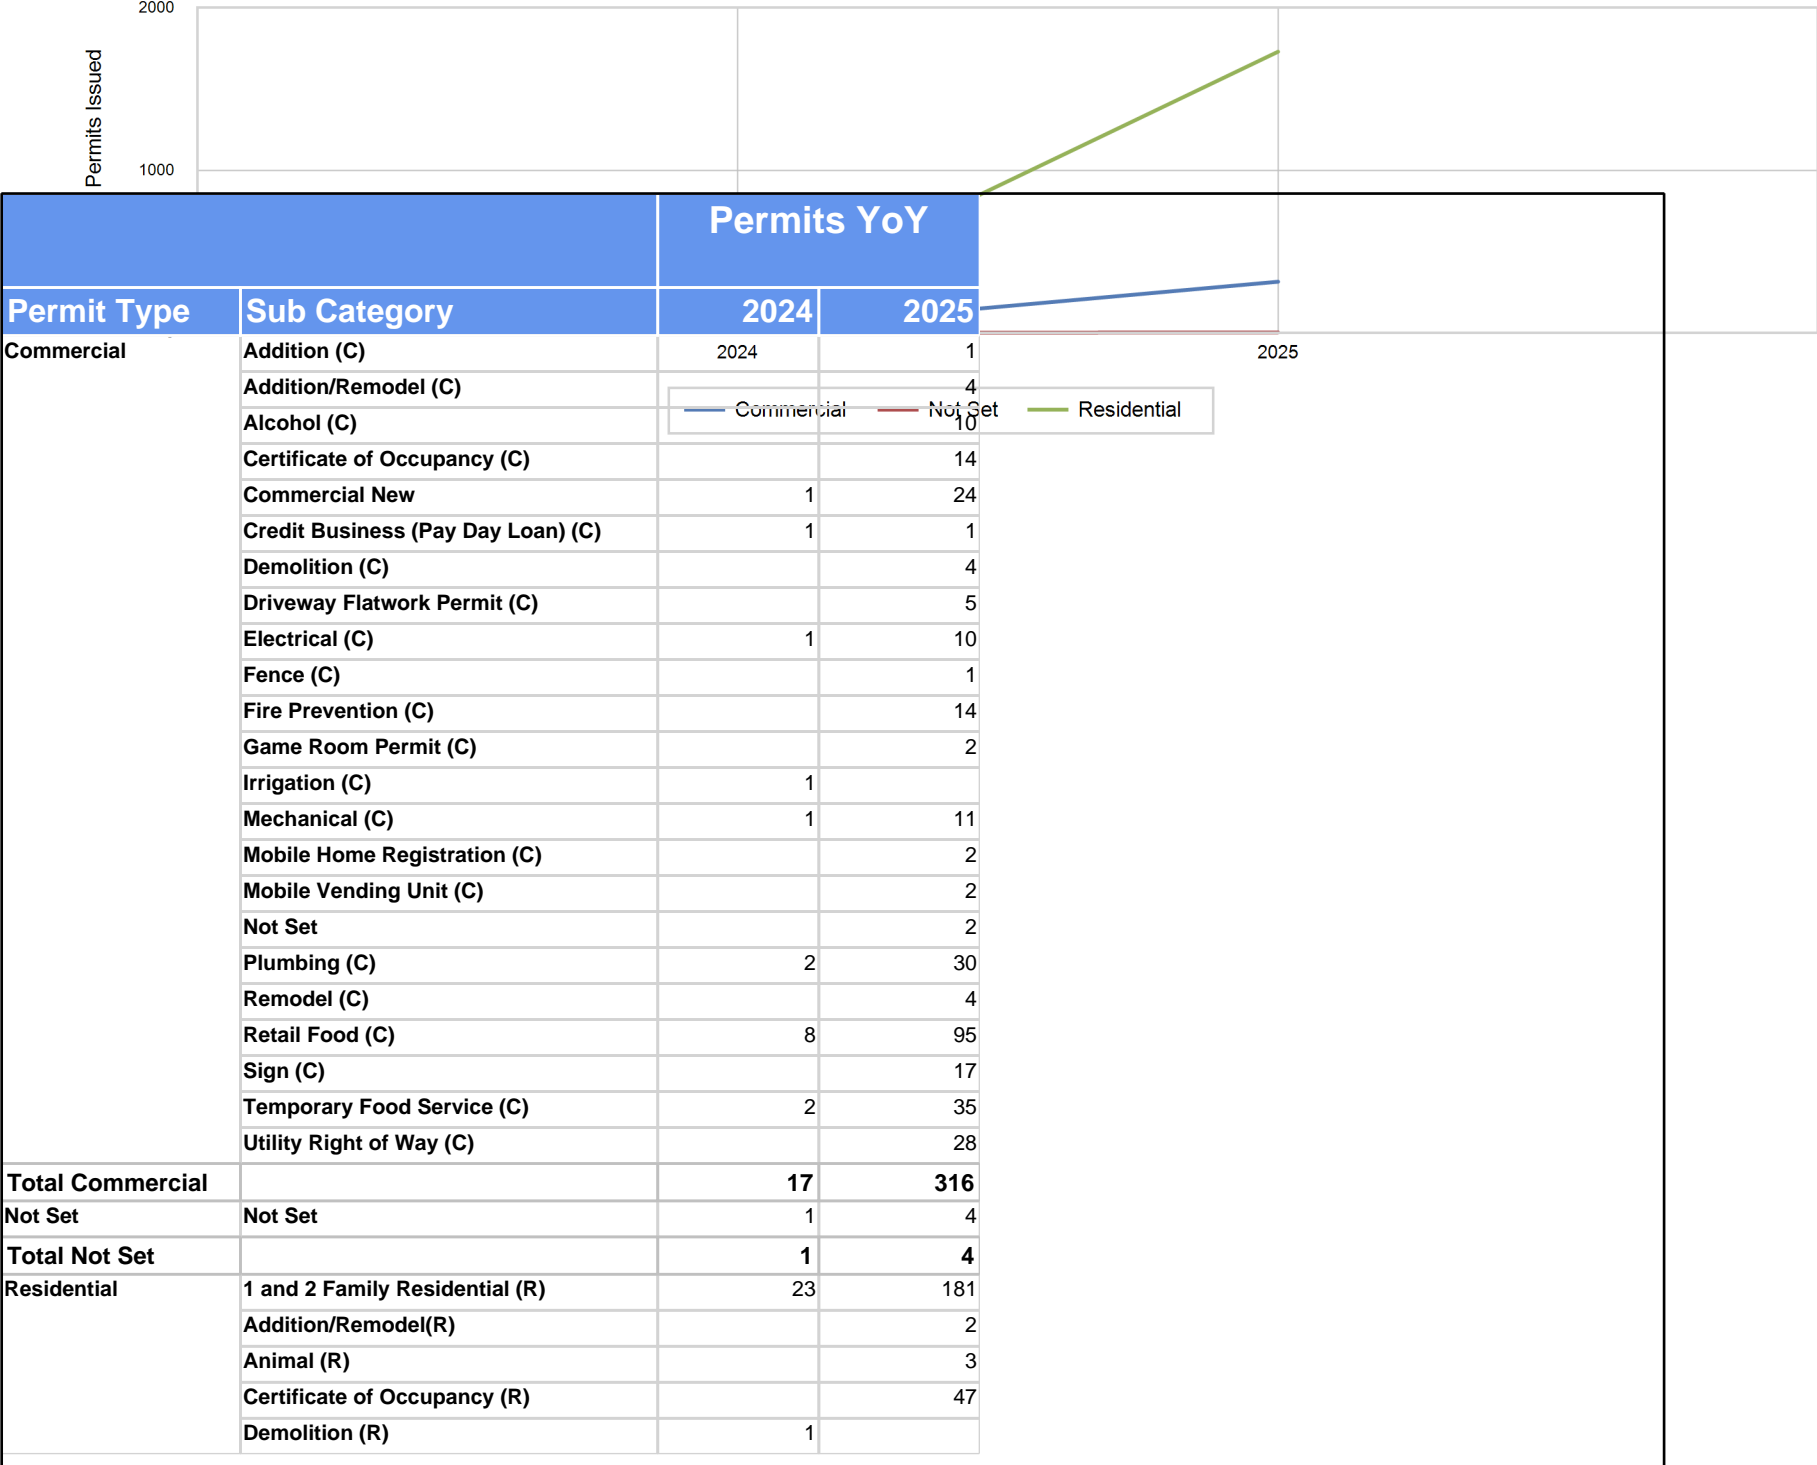 2000
Permits Issued
1000
Permits YoY
Permit Type Sub Category 2024 2025
Commercial Addition (C) 1
2024 2025
Addition/Remodel (C) 4
Commercial Not Set Residential
Alcohol (C) 10
Certificate of Occupancy (C) 14
Commercial New 1 24
Credit Business (Pay Day Loan) (C) 1 1
Demolition (C) 4
Driveway Flatwork Permit (C) 5
Electrical (C) 1 10
Fence (C) 1
Fire Prevention (C) 14
Game Room Permit (C) 2
Irrigation (C) 1
Mechanical (C) 1 11
Mobile Home Registration (C) 2
Mobile Vending Unit (C) 2
Not Set 2
Plumbing (C) 2 30
Remodel (C) 4
Retail Food (C) 8 95
Sign (C) 17
Temporary Food Service (C) 2 35
Utility Right of Way (C) 28
Total Commercial 17 316
Not Set Not Set 1 4
Total Not Set 1 4
Residential 1 and 2 Family Residential (R) 23 181
Addition/Remodel(R) 2
Animal (R) 3
Certificate of Occupancy (R) 47
Demolition (R) 1